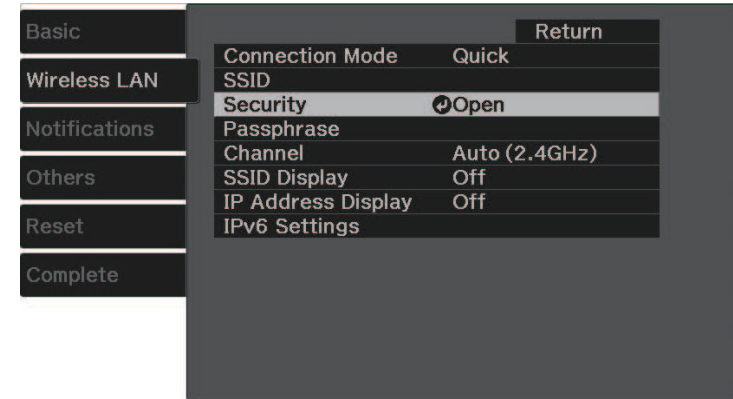 Basic
Wireless LAN
Notifications
Others
Reset
Complete
Return
Connection Mode Quick
SSID
Security Open
Passphrase
Channel Auto (2.4GHz)
SSID Display Off
IP Address Display Off
IPv6 Settings